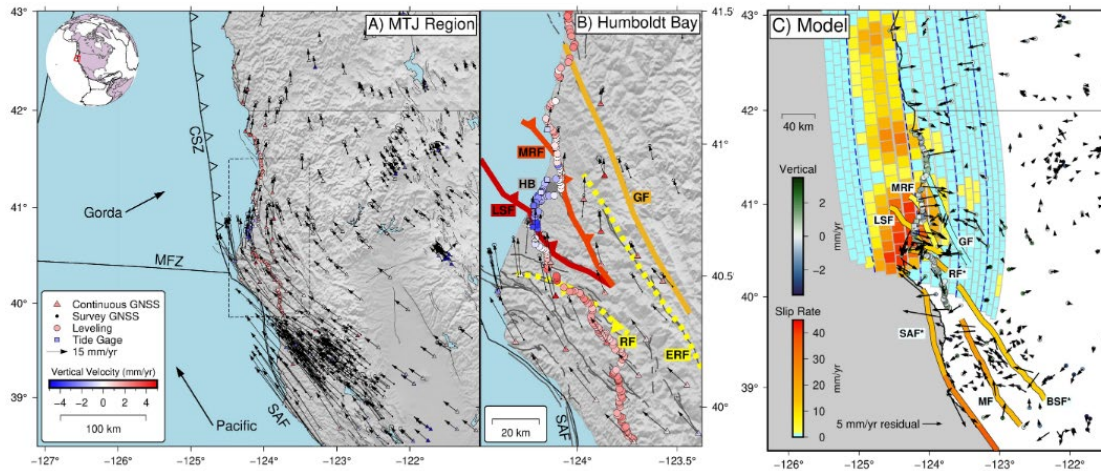 43°
42°
41°
40°
39°
−127°
−126°
−125°
−124°
−123°
−122°
A) MTJ Region
CSZ
Gorda
MFZ
Pacific
SAF
Continuous GNSS
Survey GNSS
Leveling
Tide Gage
15 mm/yr
Vertical Velocity (mm/yr)
−4 −2 0 2 4
100 km
B) Humboldt Bay
MRF
HB
LSF
GF
RF
ERF
SAF
20 km
41.5°
41°
40.5°
40°
−124°
−123.5°
C) Model
40 km
Vertical
2
0
−2
mm/yr
Slip Rate
40
30
20
10
0
mm/yr
MRF
LSF
GF
RF*
SAF*
MF
BSF*
5 mm/yr residual
43°
42°
41°
40°
39°
−126°
−125°
−124°
−123°
−122°